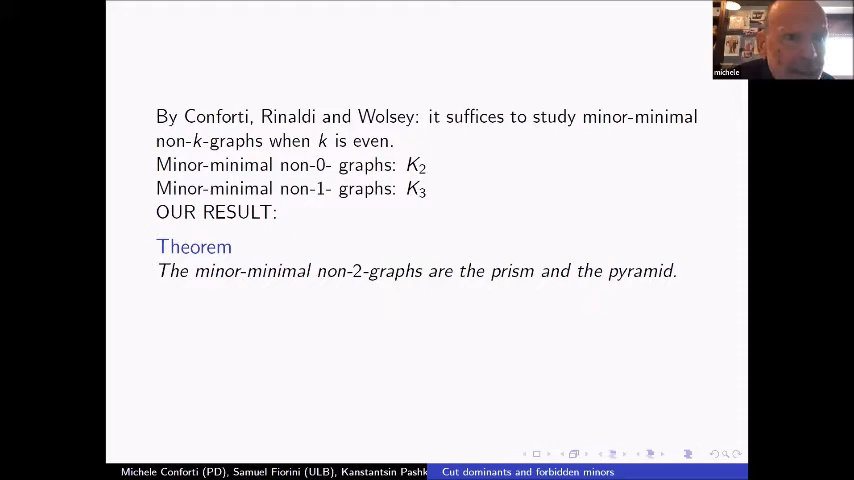 michele
By Conforti, Rinaldi and Wolsey: it suffices to study minor-minimal
non-k-graphs when k is even.
Minor-minimal non-0- graphs: K₂
Minor-minimal non-1- graphs: K₃
OUR RESULT:
Theorem
The minor-minimal non-2-graphs are the prism and the pyramid.
Michele Conforti (PD), Samuel Fiorini (ULB), Kanstantsin Pashk
Cut dominants and forbidden minors